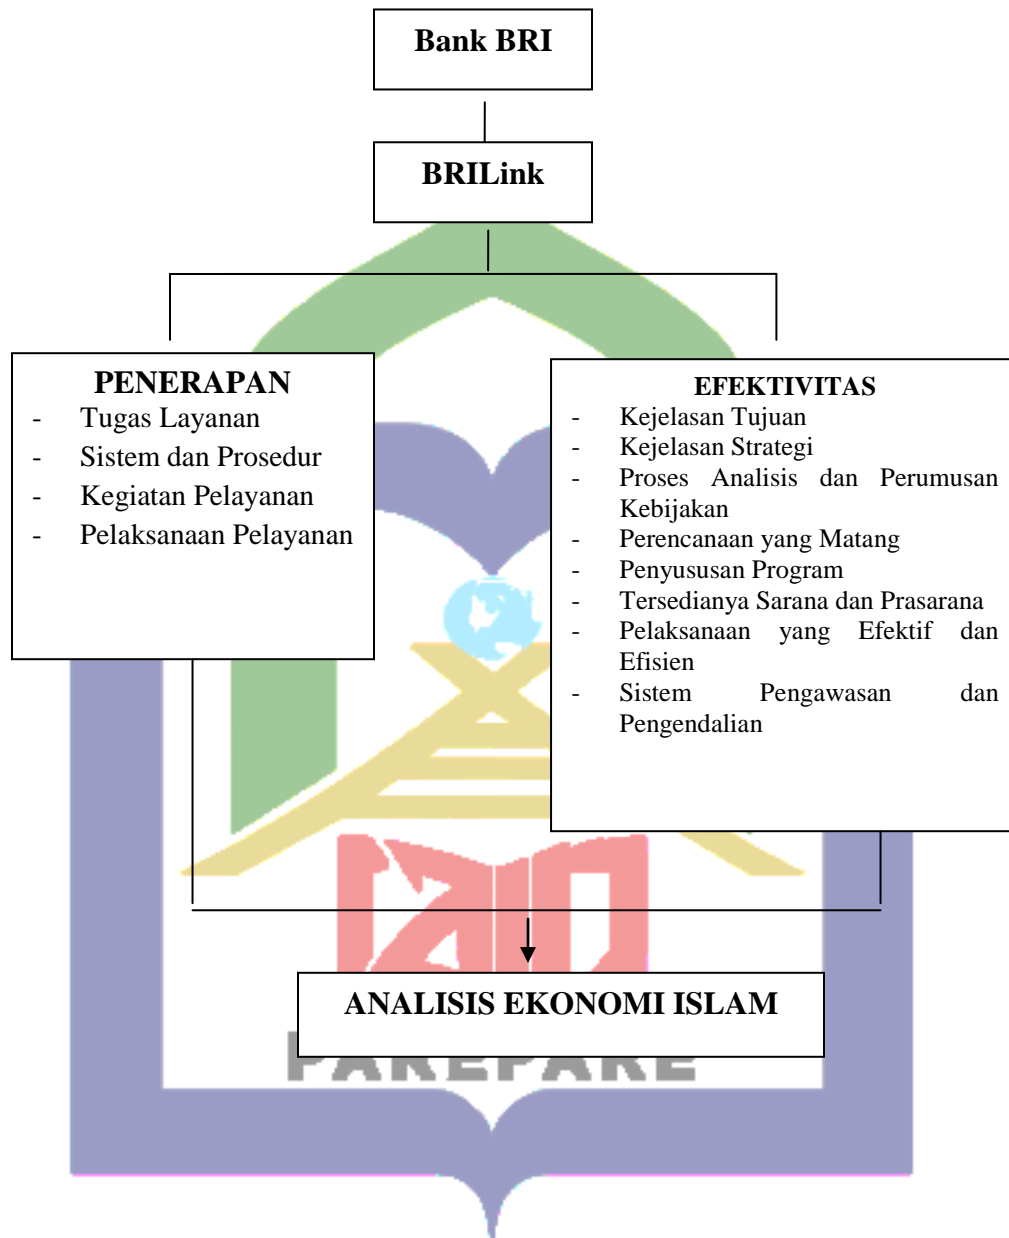 Bank BRI
BRILink
PENERAPAN
- Tugas Layanan
- Sistem dan Prosedur
- Kegiatan Pelayanan
- Pelaksanaan Pelayanan
EFEKTIVITAS
- Kejelasan Tujuan
- Kejelasan Strategi
- Proses Analisis dan Perumusan
Kebijakan
- Perencanaan yang Matang
- Penyususan Program
- Tersedianya Sarana dan Prasarana
- Pelaksanaan yang Efektif dan
Efisien
- Sistem Pengawasan dan
Pengendalian
iain
ANALISIS EKONOMI ISLAM
PAREPARE